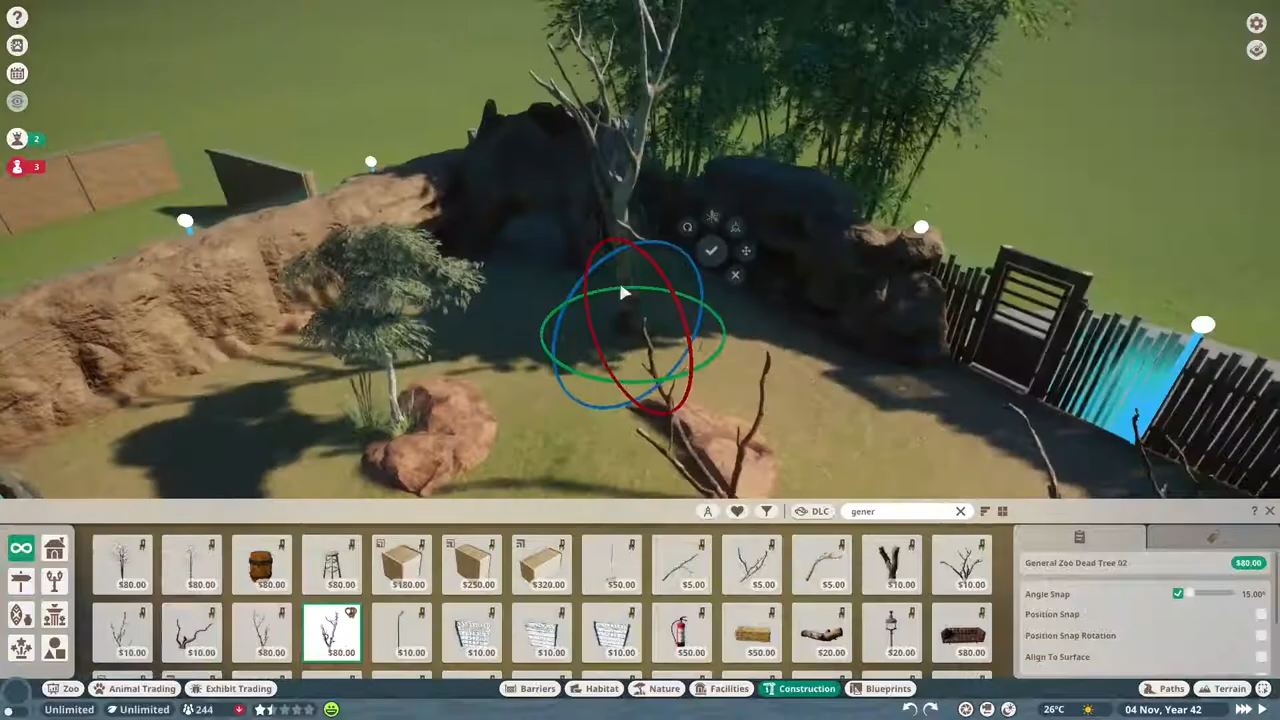 ?
2
3
DLC
gener
?
$80.00
$80.00
$80.00
$80.00
$180.00
$250.00
$320.00
$50.00
$5.00
$5.00
$5.00
$10.00
$10.00
$10.00
$10.00
$80.00
$80.00
$10.00
$10.00
$10.00
$10.00
$50.00
$50.00
$20.00
$20.00
$80.00
General Zoo Dead Tree 02
$80.00
Angle Snap
15.00°
Position Snap
Position Snap Rotation
Align To Surface
Zoo
Animal Trading
Exhibit Trading
Barriers
Habitat
Nature
Facilities
Construction
Blueprints
Paths
Terrain
Unlimited
Unlimited
244
26°C
04 Nov, Year 42